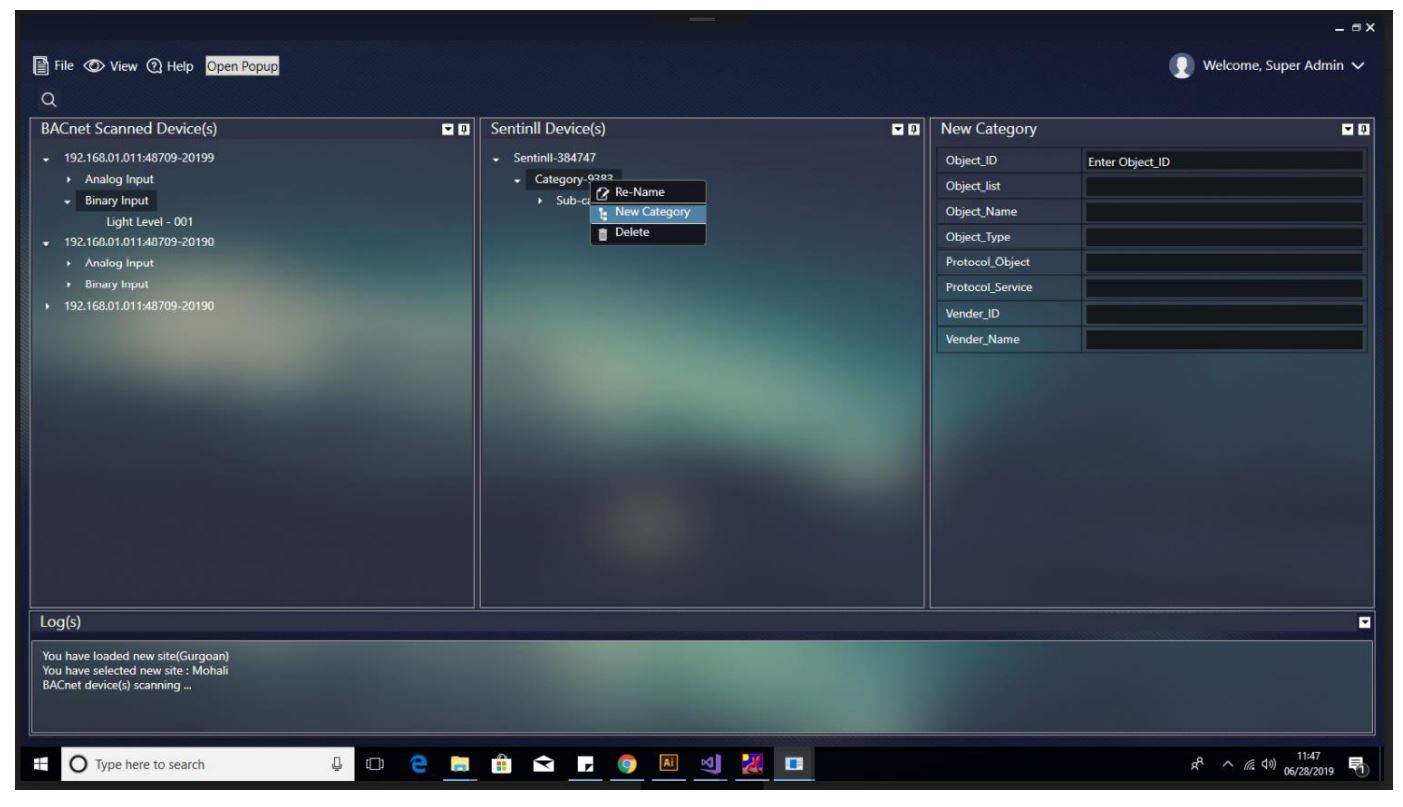 File View Help Open Popup
Welcome, Super Admin
BACnet Scanned Device(s)
192.168.01.011:48709-20199
Analog Input
Binary Input
Light Level - 001
192.168.01.011:48709-20190
Analog Input
Binary Input
192.168.01.011:48709-20190
Sentinll Device(s)
Sentinll-384747
Category-9383
Sub-ca
Re-Name
New Category
Delete
New Category
Object_ID Enter Object_ID
Object_list
Object_Name
Object_Type
Protocol_Object
Protocol_Service
Vender_ID
Vender_Name
Log(s)
You have loaded new site(Gurgoan)
You have selected new site : Mohali
BACnet device(s) scanning ...
Type here to search
Ai
11:47
06/28/2019
1